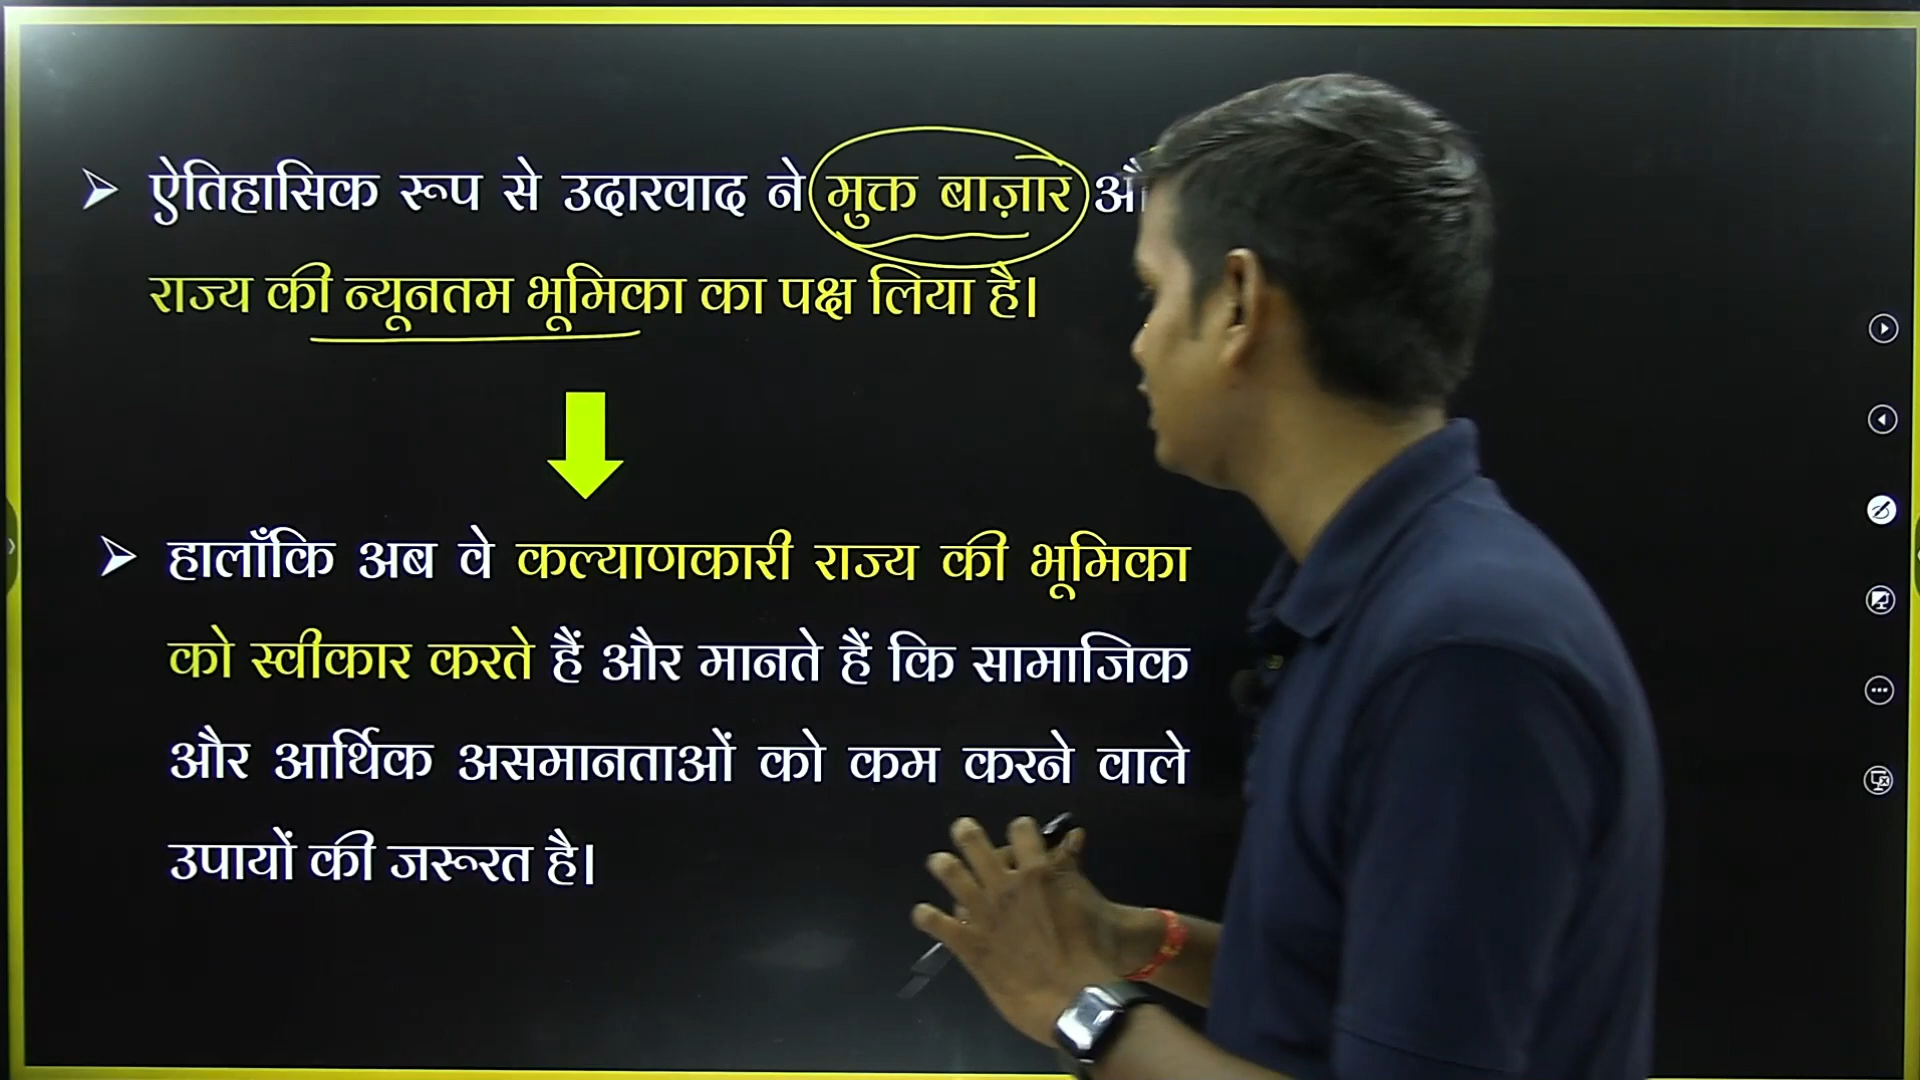 ऐतिहासिक रूप से उदारवाद ने मुक्त बाज़ार
राज्य की न्यूनतम भूमिका का पक्ष लिया है।
हालाँकि अब वे कल्याणकारी राज्य की भूमिका
को स्वीकार करते हैं और मानते हैं कि सामाजिक
और आर्थिक असमानताओं को कम करने वाले
उपायों की जरूरत है।